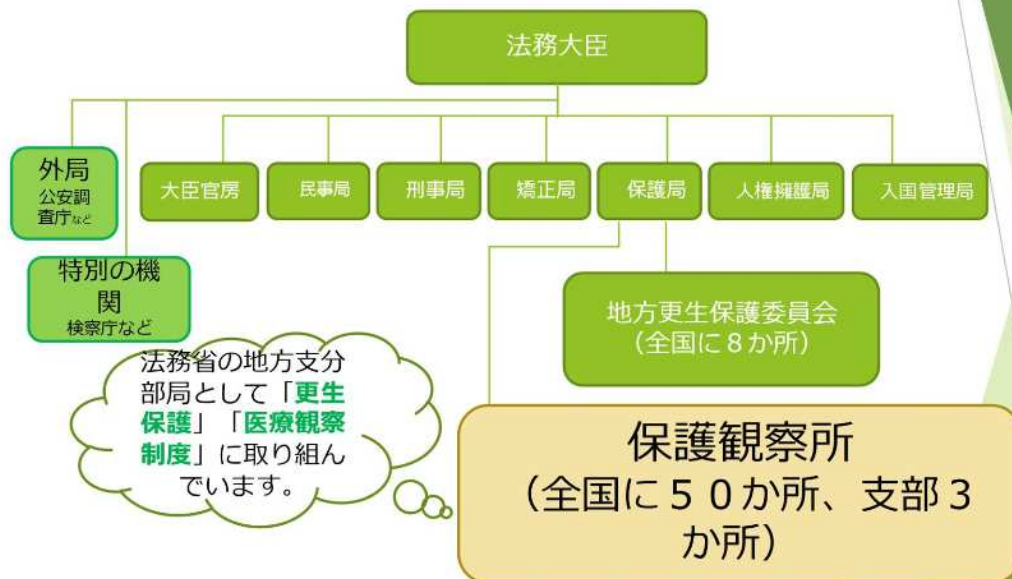 法務大臣
外局
公安調
査庁など
大臣官房
民事局
刑事局
矯正局
保護局
人権擁護局
入国管理局
特別の機
関
検察庁など
地方更生保護委員会
（全国に８か所）
法務省の地方支分
部局として「更生
保護」「医療観察
制度」に取り組ん
でいます。
保護観察所
（全国に５０か所、支部３
か所）